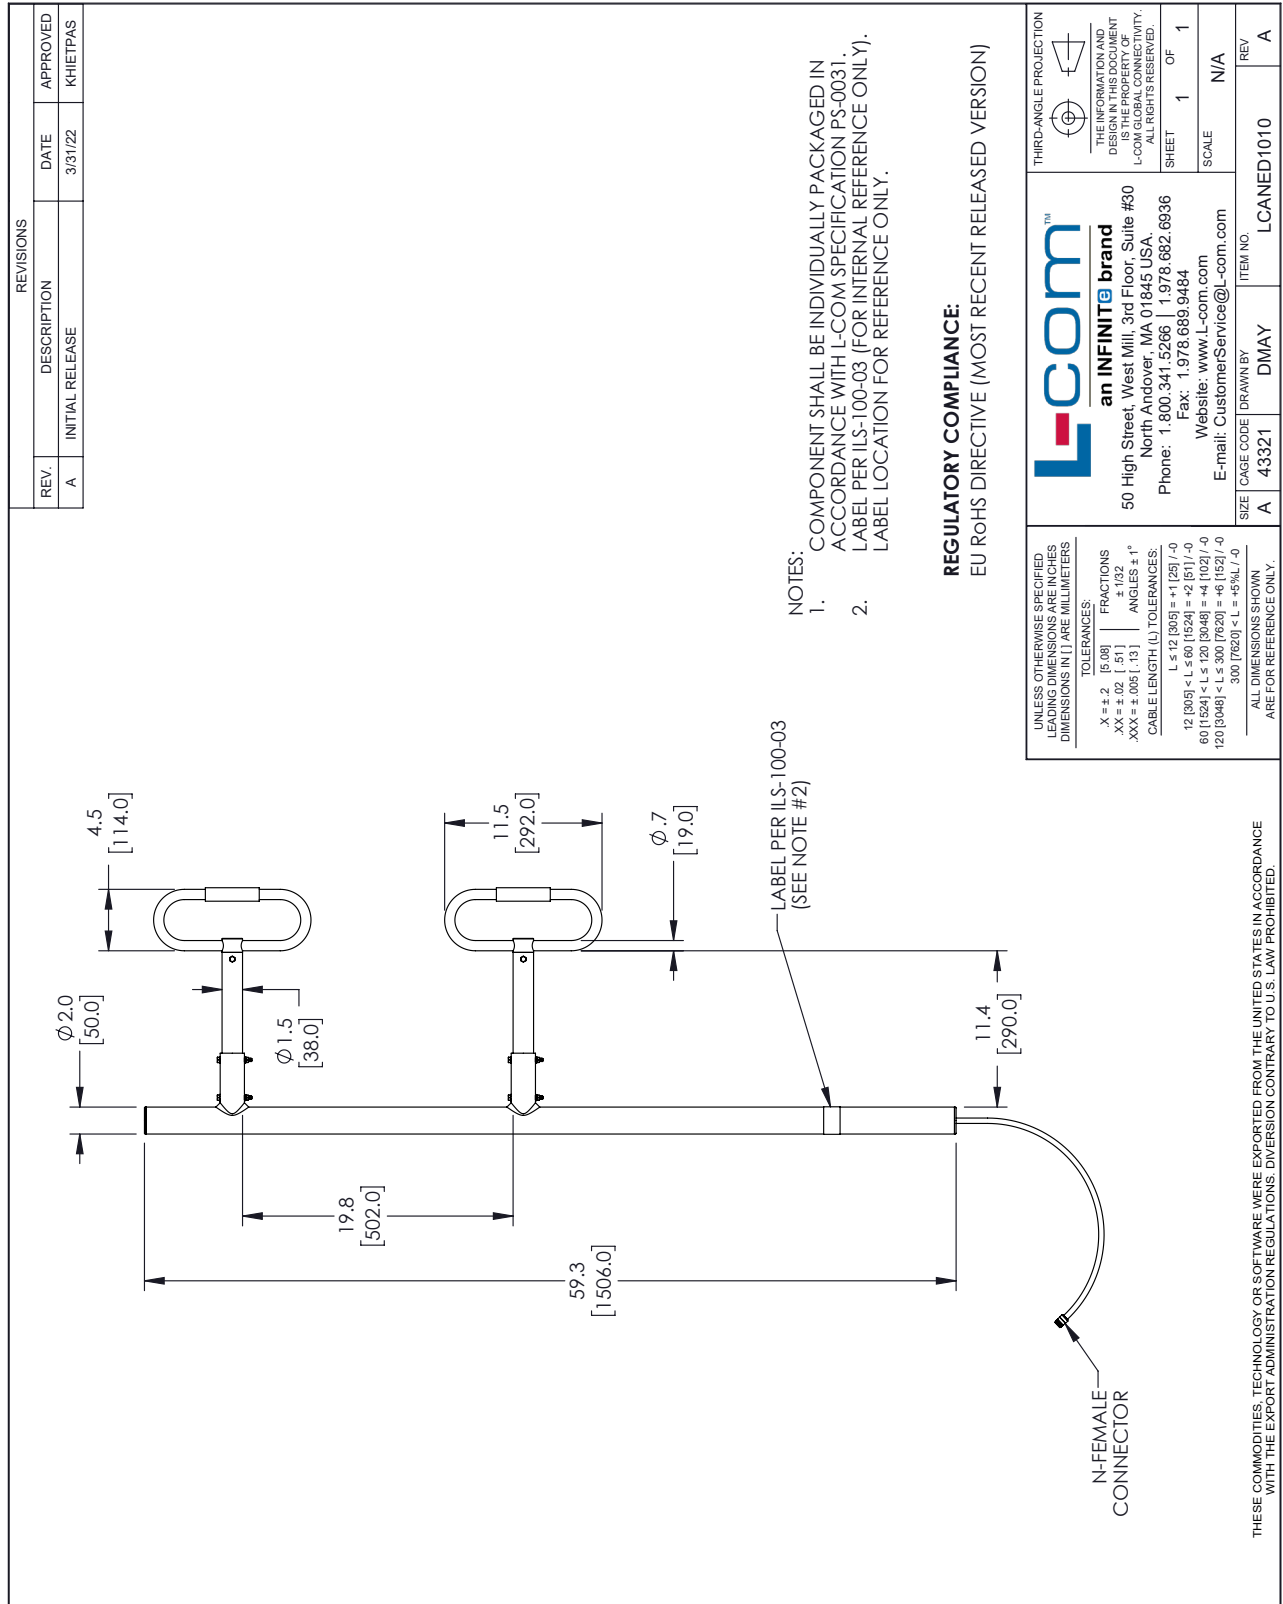 REVISIONS
REV. DESCRIPTION DATE APPROVED
A INITIAL RELEASE 3/31/22 KHIETPAS
4.5
[114.0]
∅2.0
[50.0]
∅1.5
[38.0]
19.8
[502.0]
59.3
[1506.0]
11.5
[292.0]
∅.7
[19.0]
11.4
[290.0]
LABEL PER ILS-100-03
(SEE NOTE #2)
N-FEMALE
CONNECTOR
NOTES:
1. COMPONENT SHALL BE INDIVIDUALLY PACKAGED IN
ACCORDANCE WITH L-COM SPECIFICATION PS-0031.
2. LABEL PER ILS-100-03 (FOR INTERNAL REFERENCE ONLY).
LABEL LOCATION FOR REFERENCE ONLY.
REGULATORY COMPLIANCE:
EU RoHS DIRECTIVE (MOST RECENT RELEASED VERSION)
UNLESS OTHERWISE SPECIFIED
LEADING DIMENSIONS ARE INCHES
DIMENSIONS IN [ ] ARE MILLIMETERS
TOLERANCES:
.X = ± .2 [5.08] FRACTIONS
.XX = ± .02 [ .51 ] ± 1/32
.XXX = ± .005 [ .13 ] ANGLES ± 1°
CABLE LENGTH (L) TOLERANCES:
L ≤ 12 [305] = +1 [25] / -0
12 [305] < L ≤ 60 [1524] = +2 [51] / -0
60 [1524] < L ≤ 120 [3048] = +4 [102] / -0
120 [3048] < L ≤ 300 [7620] = +6 [152] / -0
300 [7620] < L = +5%L / -0
ALL DIMENSIONS SHOWN
ARE FOR REFERENCE ONLY.
L-com™
an INFINITe brand
50 High Street, West Mill, 3rd Floor, Suite #30
North Andover, MA 01845 USA.
Phone: 1.800.341.5266 | 1.978.682.6936
Fax: 1.978.689.9484
Website: www.L-com.com
E-mail: CustomerService@L-com.com
THIRD-ANGLE PROJECTION
THE INFORMATION AND
DESIGN IN THIS DOCUMENT
IS THE PROPERTY OF
L-COM GLOBAL CONNECTIVITY.
ALL RIGHTS RESERVED.
SHEET 1 OF 1
SCALE N/A
SIZE A
CAGE CODE 43321
DRAWN BY DMAY
ITEM NO. LCANED1010
REV A
THESE COMMODITIES, TECHNOLOGY OR SOFTWARE WERE EXPORTED FROM THE UNITED STATES IN ACCORDANCE
WITH THE EXPORT ADMINISTRATION REGULATIONS. DIVERSION CONTRARY TO U.S. LAW PROHIBITED.